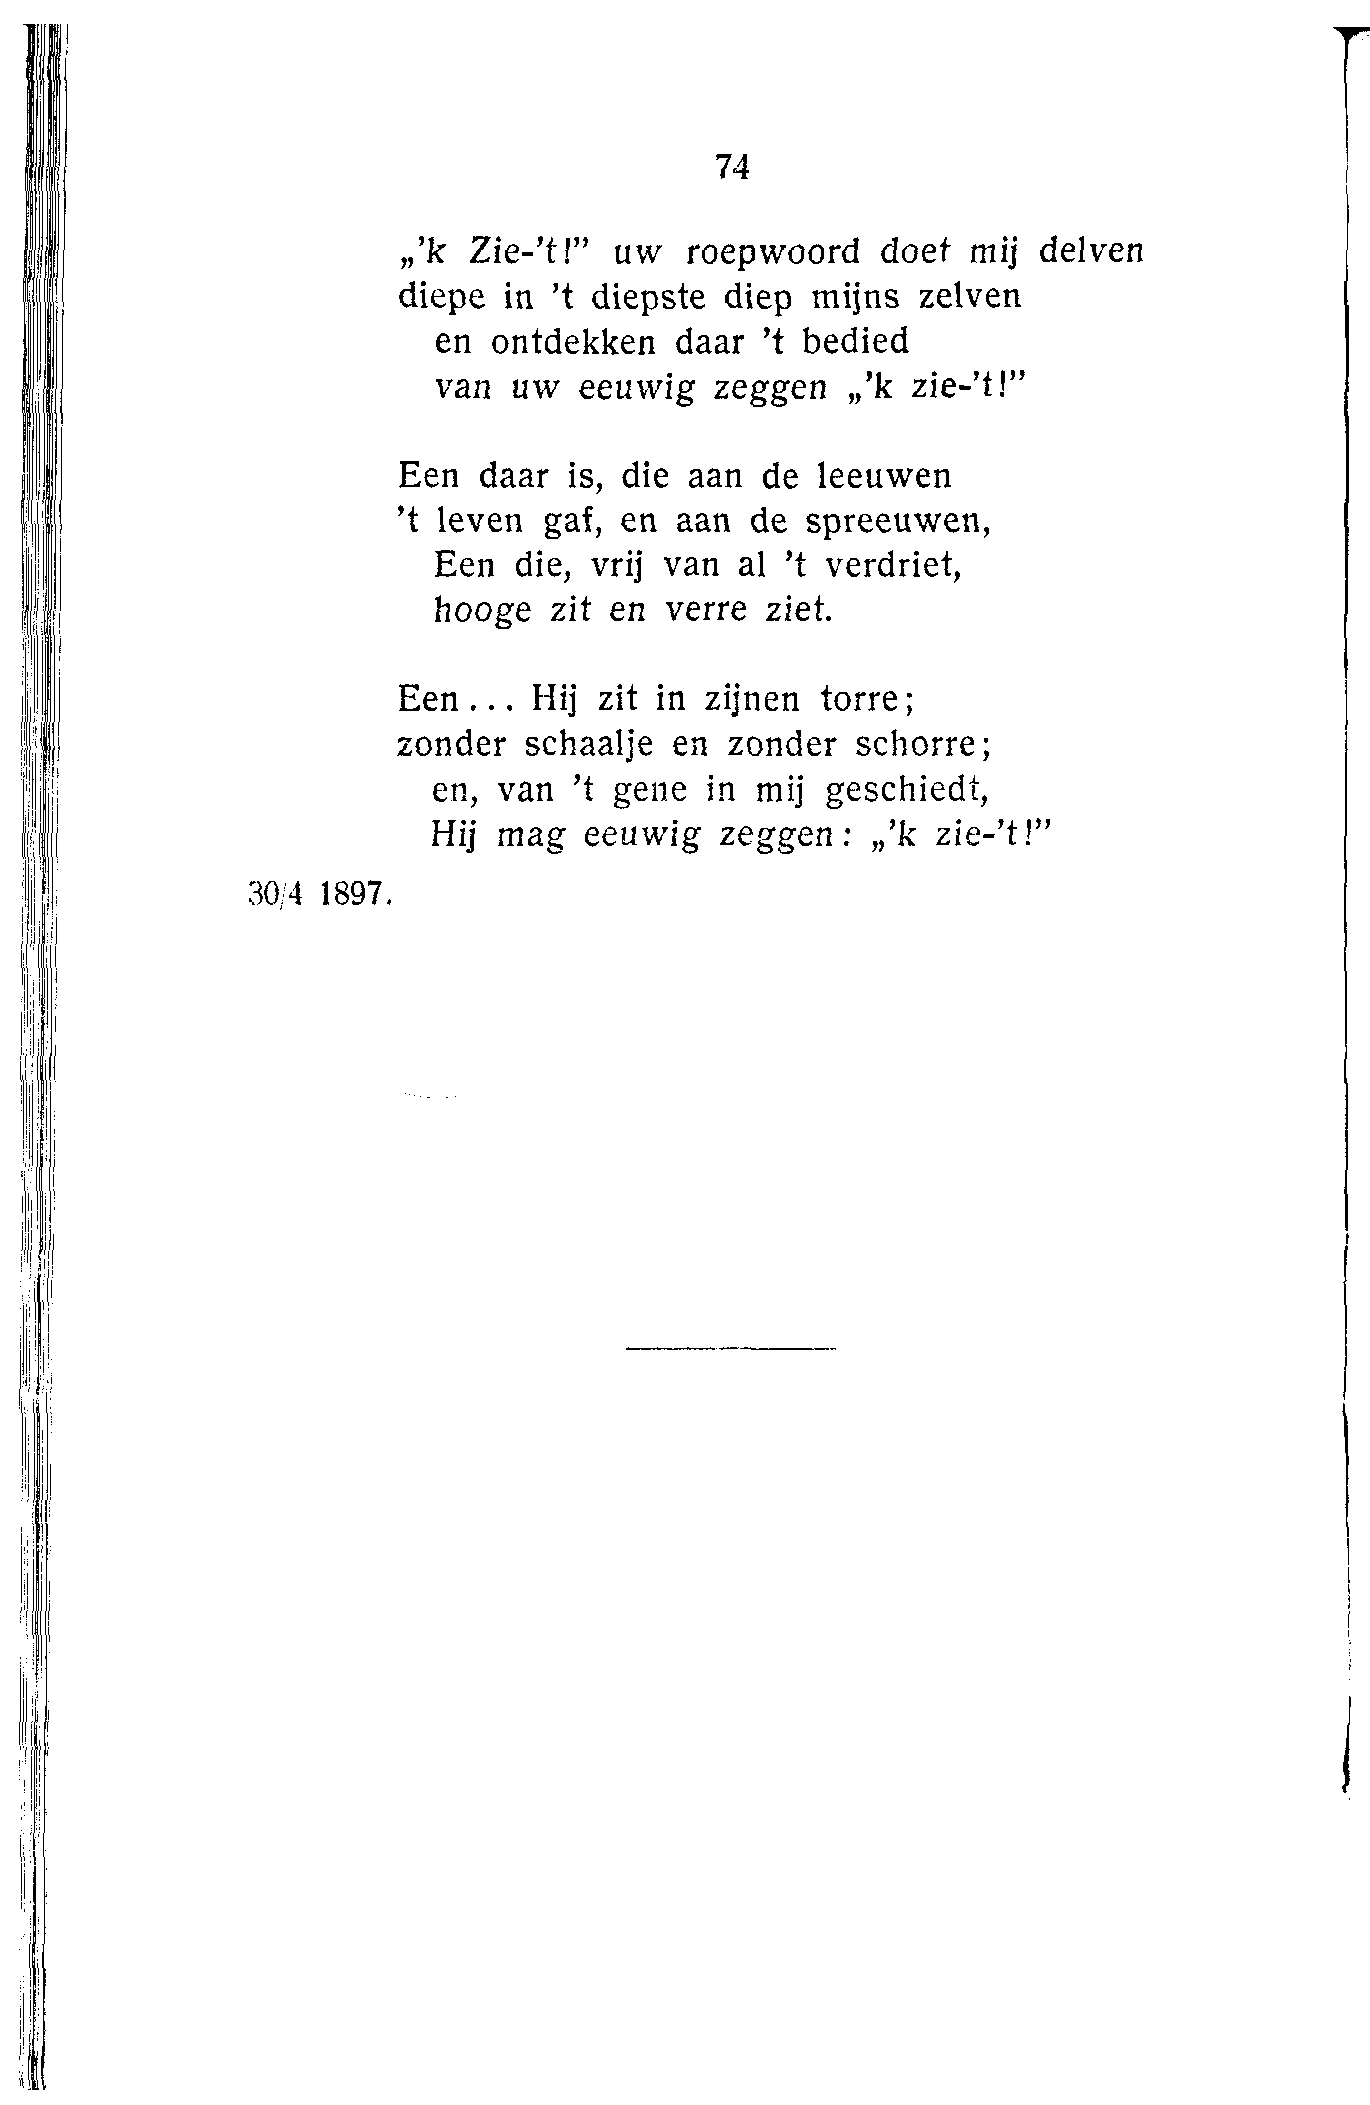 74
„’k Zie-’t!” uw roepwoord doet mij delven
diepe in ’t diepste diep mijns zelven
en ontdekken daar ’t bedied
van uw eeuwig zeggen „’k zie-’t!”
Een daar is, die aan de leeuwen
’t leven gaf, en aan de spreeuwen,
Een die, vrij van al ’t verdriet,
hooge zit en verre ziet.
Een... Hij zit in zijnen torre;
zonder schaalje en zonder schorre;
en, van ’t gene in mij geschiedt,
Hij mag eeuwig zeggen: „’k zie-’t!”
30/4 1897.